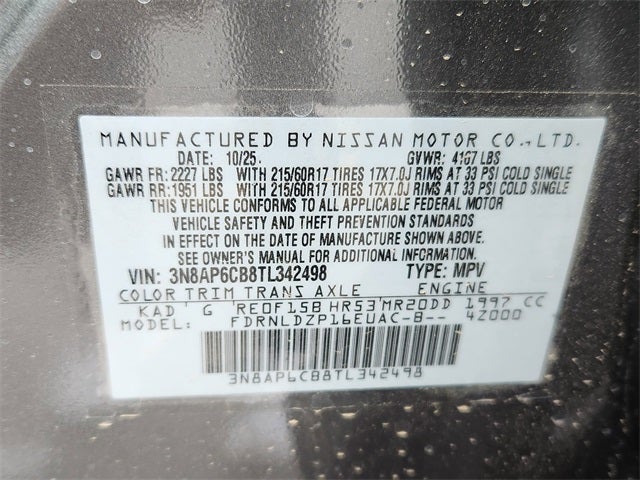 MANUFACTURED BY NISSAN MOTOR CO.,LTD.
DATE: 10/25. GVWR: 4167 LBS
GAWR FR: 2227 LBS WITH 215/60R17 TIRES 17X7.0J RIMS AT 33 PSI COLD SINGLE
GAWR RR: 1951 LBS WITH 215/60R17 TIRES 17X7.0J RIMS AT 33 PSI COLD SINGLE
THIS VEHICLE CONFORMS TO ALL APPLICABLE FEDERAL MOTOR
VEHICLE SAFETY AND THEFT PREVENTION STANDARDS
IN EFFECT ON THE DATE OF MANUFACTURE SHOWN ABOVE.
SEE OWNER'S MANUAL FOR ADDITIONAL INFORMATION.
VIN: 3N8AP6CB8TL342498 TYPE: MPV
COLOR TRIM TRANS AXLE ENGINE
KAD G RE0F15B HR53 MR20DD 1997 CC
MODEL: FDRNLDZP16EUAC-B-- 4Z000
3N8AP6CB8TL342498